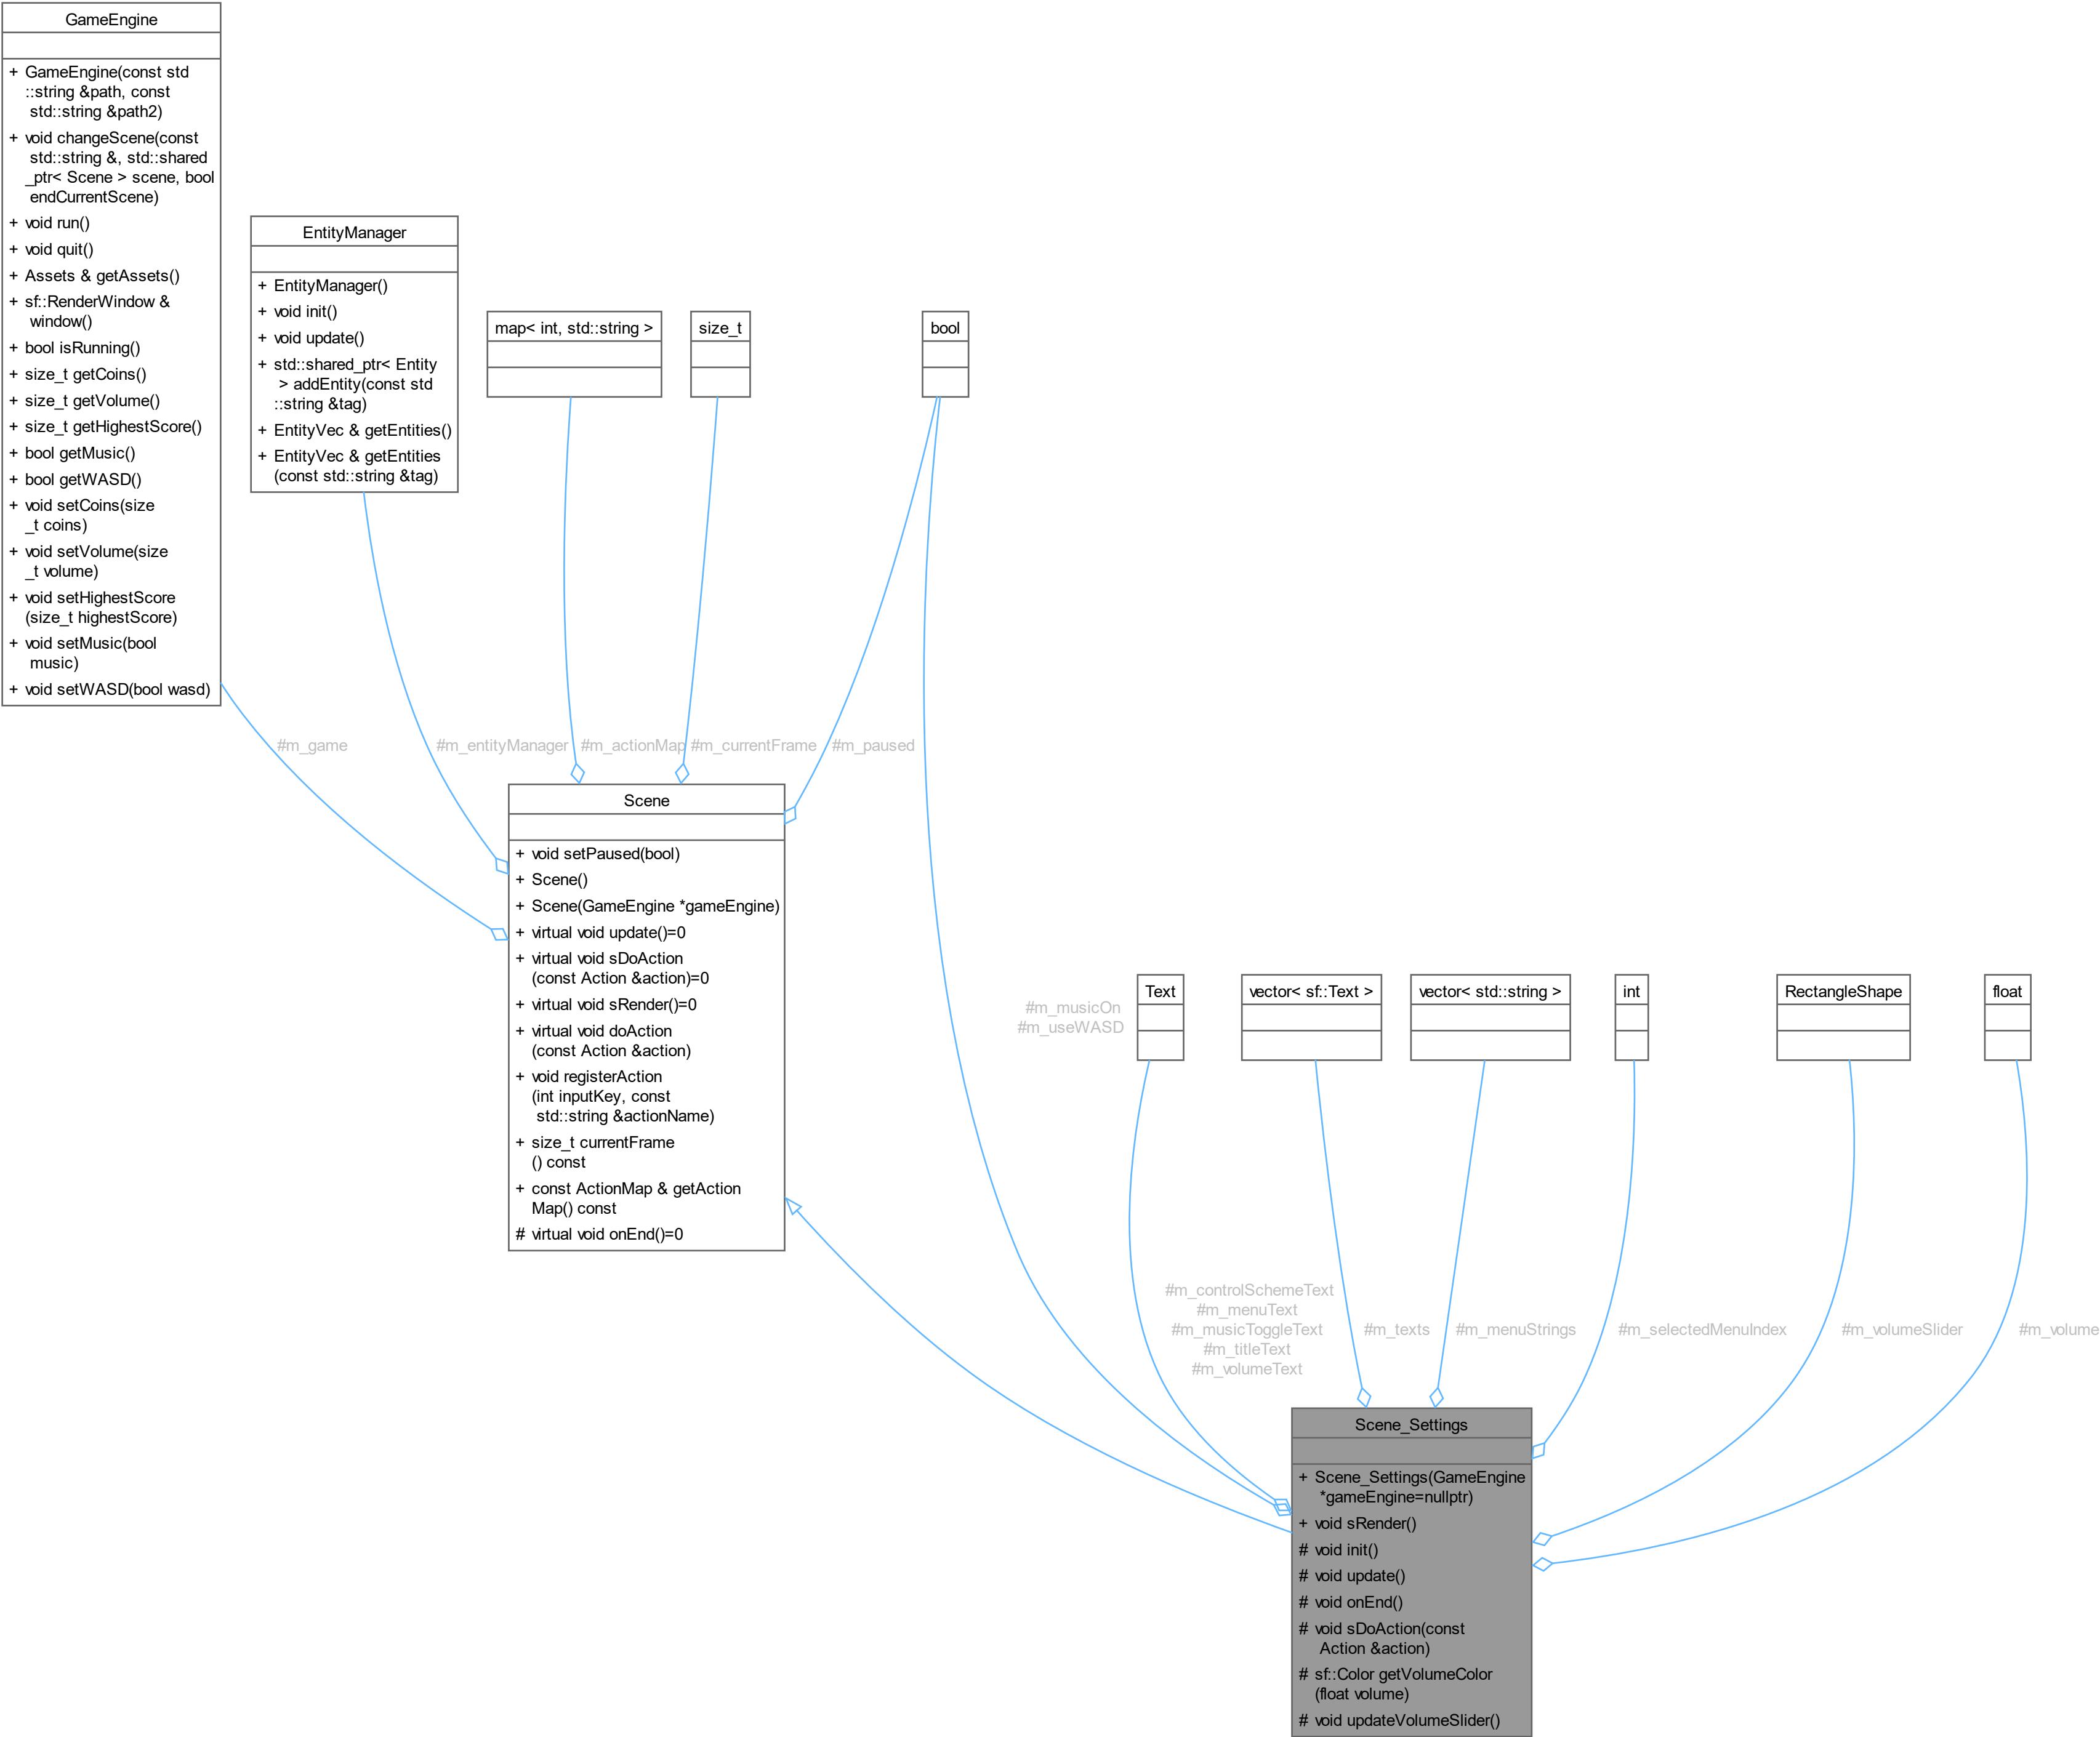 GameEngine
+ GameEngine(const std
::string &path, const
std::string &path2)
+ void changeScene(const
std::string &, std::shared
_ptr< Scene > scene, bool
endCurrentScene)
+ void run()
+ void quit()
+ Assets & getAssets()
+ sf::RenderWindow &
window()
+ bool isRunning()
+ size_t getCoins()
+ size_t getVolume()
+ size_t getHighestScore()
+ bool getMusic()
+ bool getWASD()
+ void setCoins(size
_t coins)
+ void setVolume(size
_t volume)
+ void setHighestScore
(size_t highestScore)
+ void setMusic(bool
music)
+ void setWASD(bool wasd)
EntityManager
+ EntityManager()
+ void init()
+ void update()
+ std::shared_ptr< Entity
> addEntity(const std
::string &tag)
+ EntityVec & getEntities()
+ EntityVec & getEntities
(const std::string &tag)
map< int, std::string >
size_t
bool
#m_game
#m_entityManager
#m_actionMap
#m_currentFrame
#m_paused
Scene
+ void setPaused(bool)
+ Scene()
+ Scene(GameEngine *gameEngine)
+ virtual void update()=0
+ virtual void sDoAction
(const Action &action)=0
+ virtual void sRender()=0
+ virtual void doAction
(const Action &action)
+ void registerAction
(int inputKey, const
std::string &actionName)
+ size_t currentFrame
() const
+ const ActionMap & getAction
Map() const
# virtual void onEnd()=0
#m_musicOn
#m_useWASD
Text
vector< sf::Text >
vector< std::string >
int
RectangleShape
float
#m_controlSchemeText
#m_menuText
#m_musicToggleText
#m_titleText
#m_volumeText
#m_texts
#m_menuStrings
#m_selectedMenuIndex
#m_volumeSlider
#m_volume
Scene_Settings
+ Scene_Settings(GameEngine
*gameEngine=nullptr)
+ void sRender()
# void init()
# void update()
# void onEnd()
# void sDoAction(const
Action &action)
# sf::Color getVolumeColor
(float volume)
# void updateVolumeSlider()